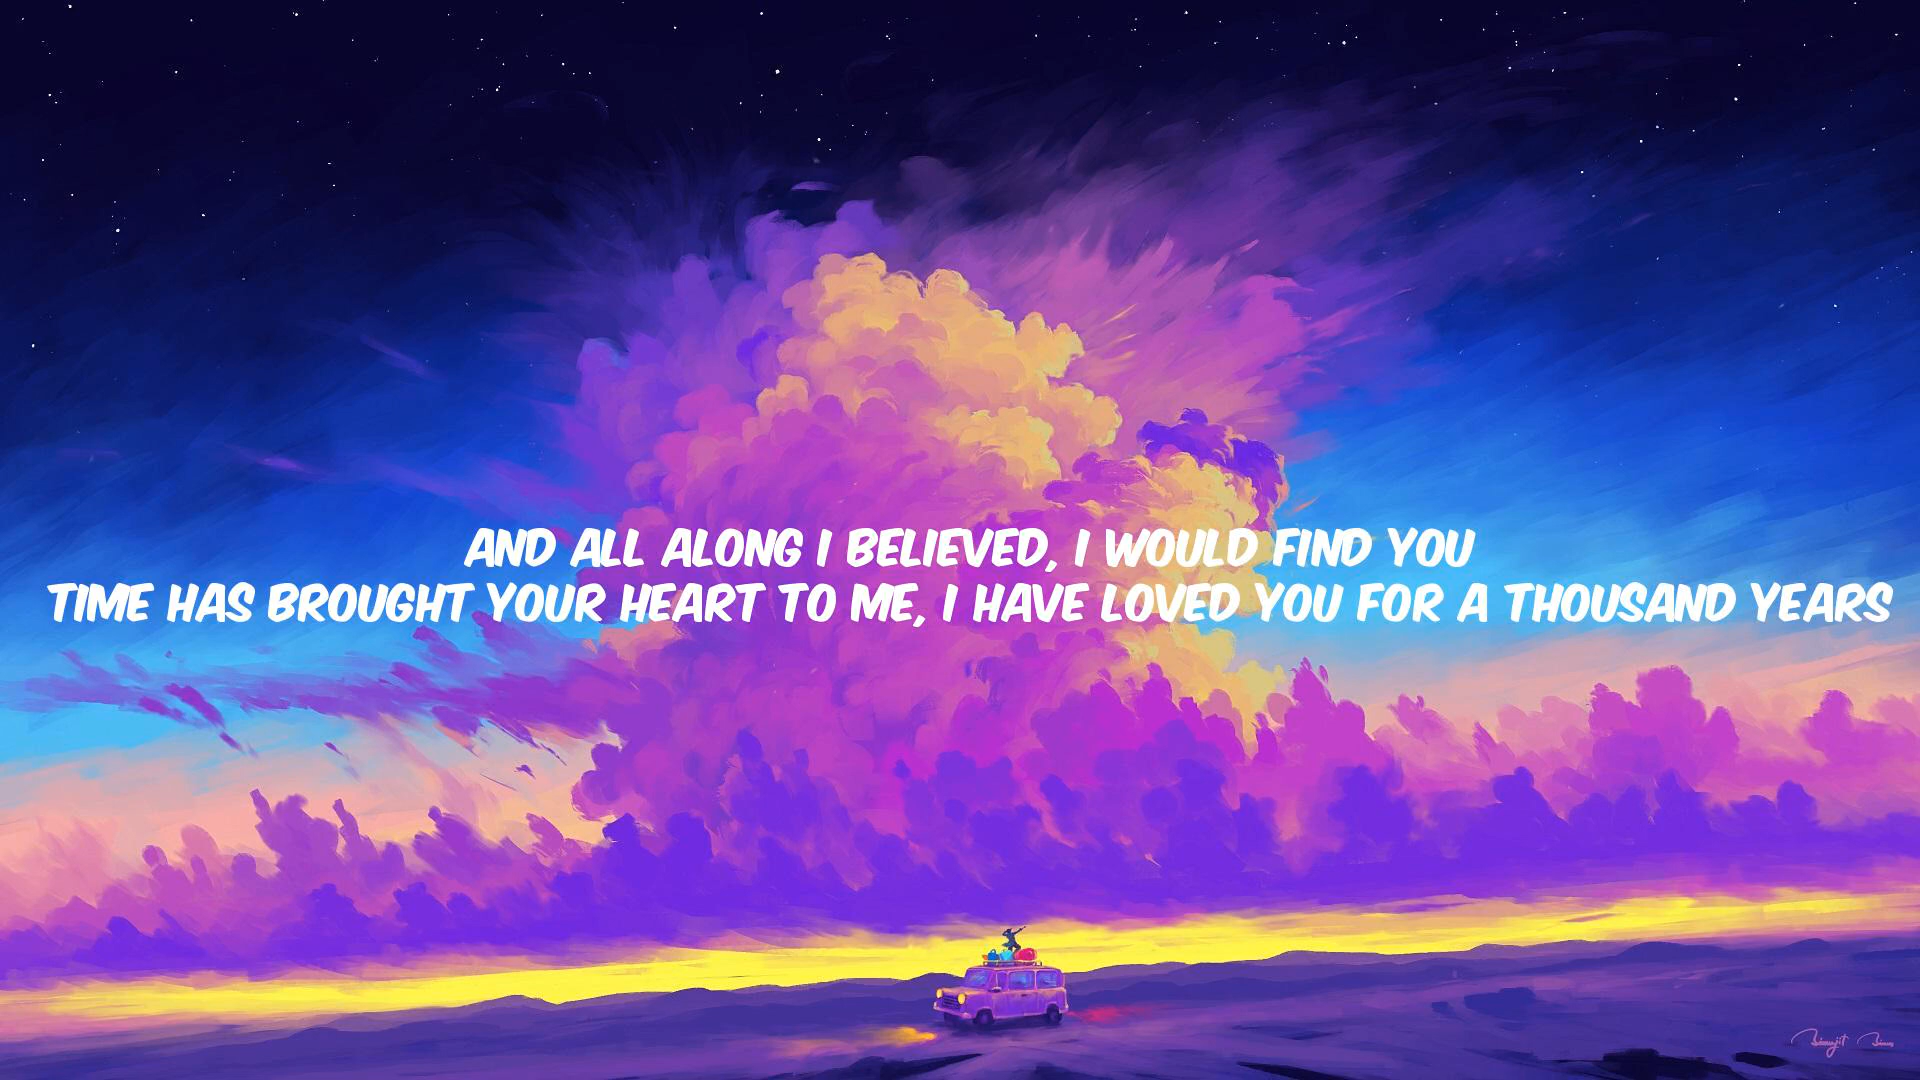 AND ALL ALONG I BELIEVED, I WOULD FIND YOU
TIME HAS BROUGHT YOUR HEART TO ME, I HAVE LOVED YOU FOR A THOUSAND YEARS